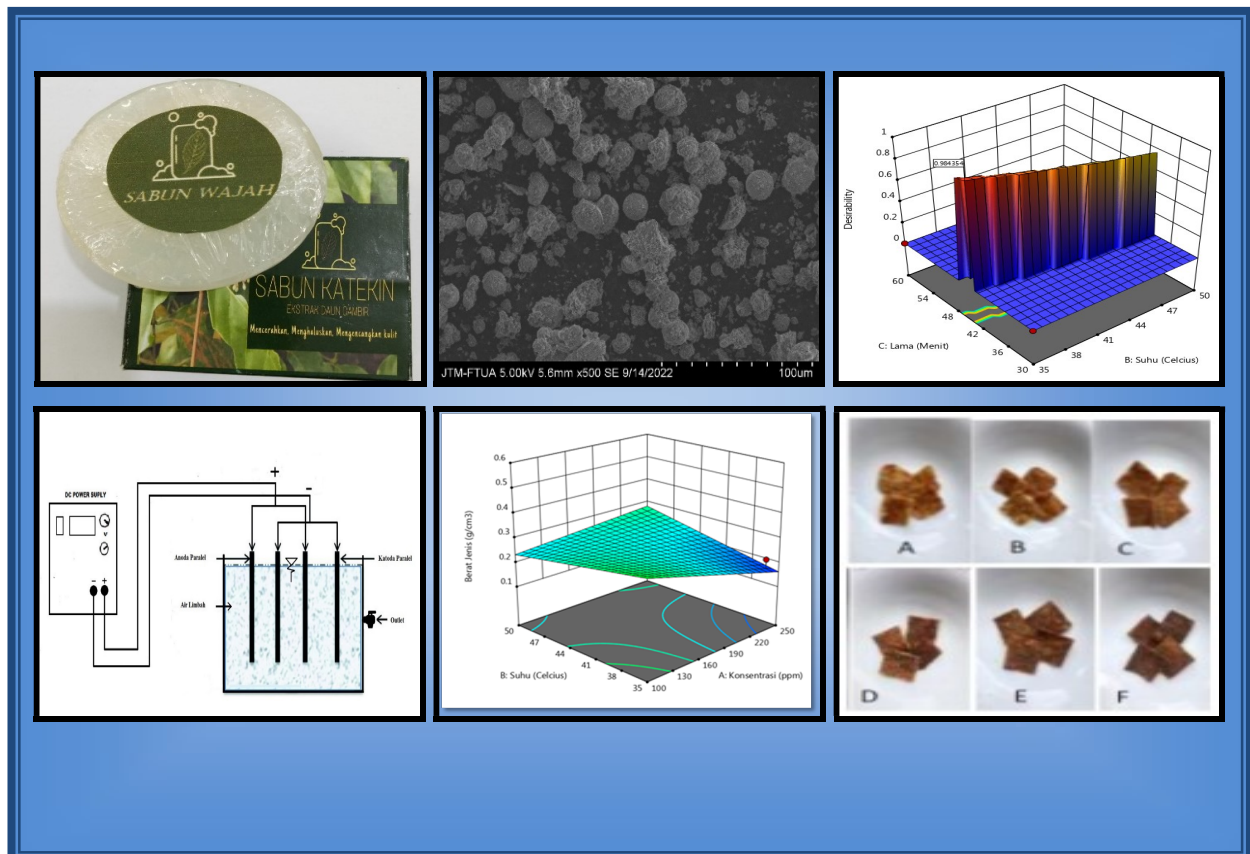 SABUN WAJAH
SABUN KATEKIN
EKSTRAK DAUN GAMBIR
Mencerahkan, Menghaluskan, Mengencangkan kulit
JTM-FTUA 5.00kV 5.6mm x500 SE 9/14/2022
100um
Desirability
1
0.8
0.6
0.4
0.2
0
0.984354
60
54
48
42
36
30
C: Lama (Menit)
35
38
41
44
47
50
B: Suhu (Celcius)
DC POWER SUPILY
V
- +
+
-
Anoda Paralel
Katoda Paralel
Air Limbah
Outlet
Berat Jenis (g/cm3)
0.6
0.5
0.4
0.3
0.2
0.1
50
47
44
41
38
35
B: Suhu (Celcius)
100
130
160
190
220
250
A: Konsentrasi (ppm)
A
B
C
D
E
F